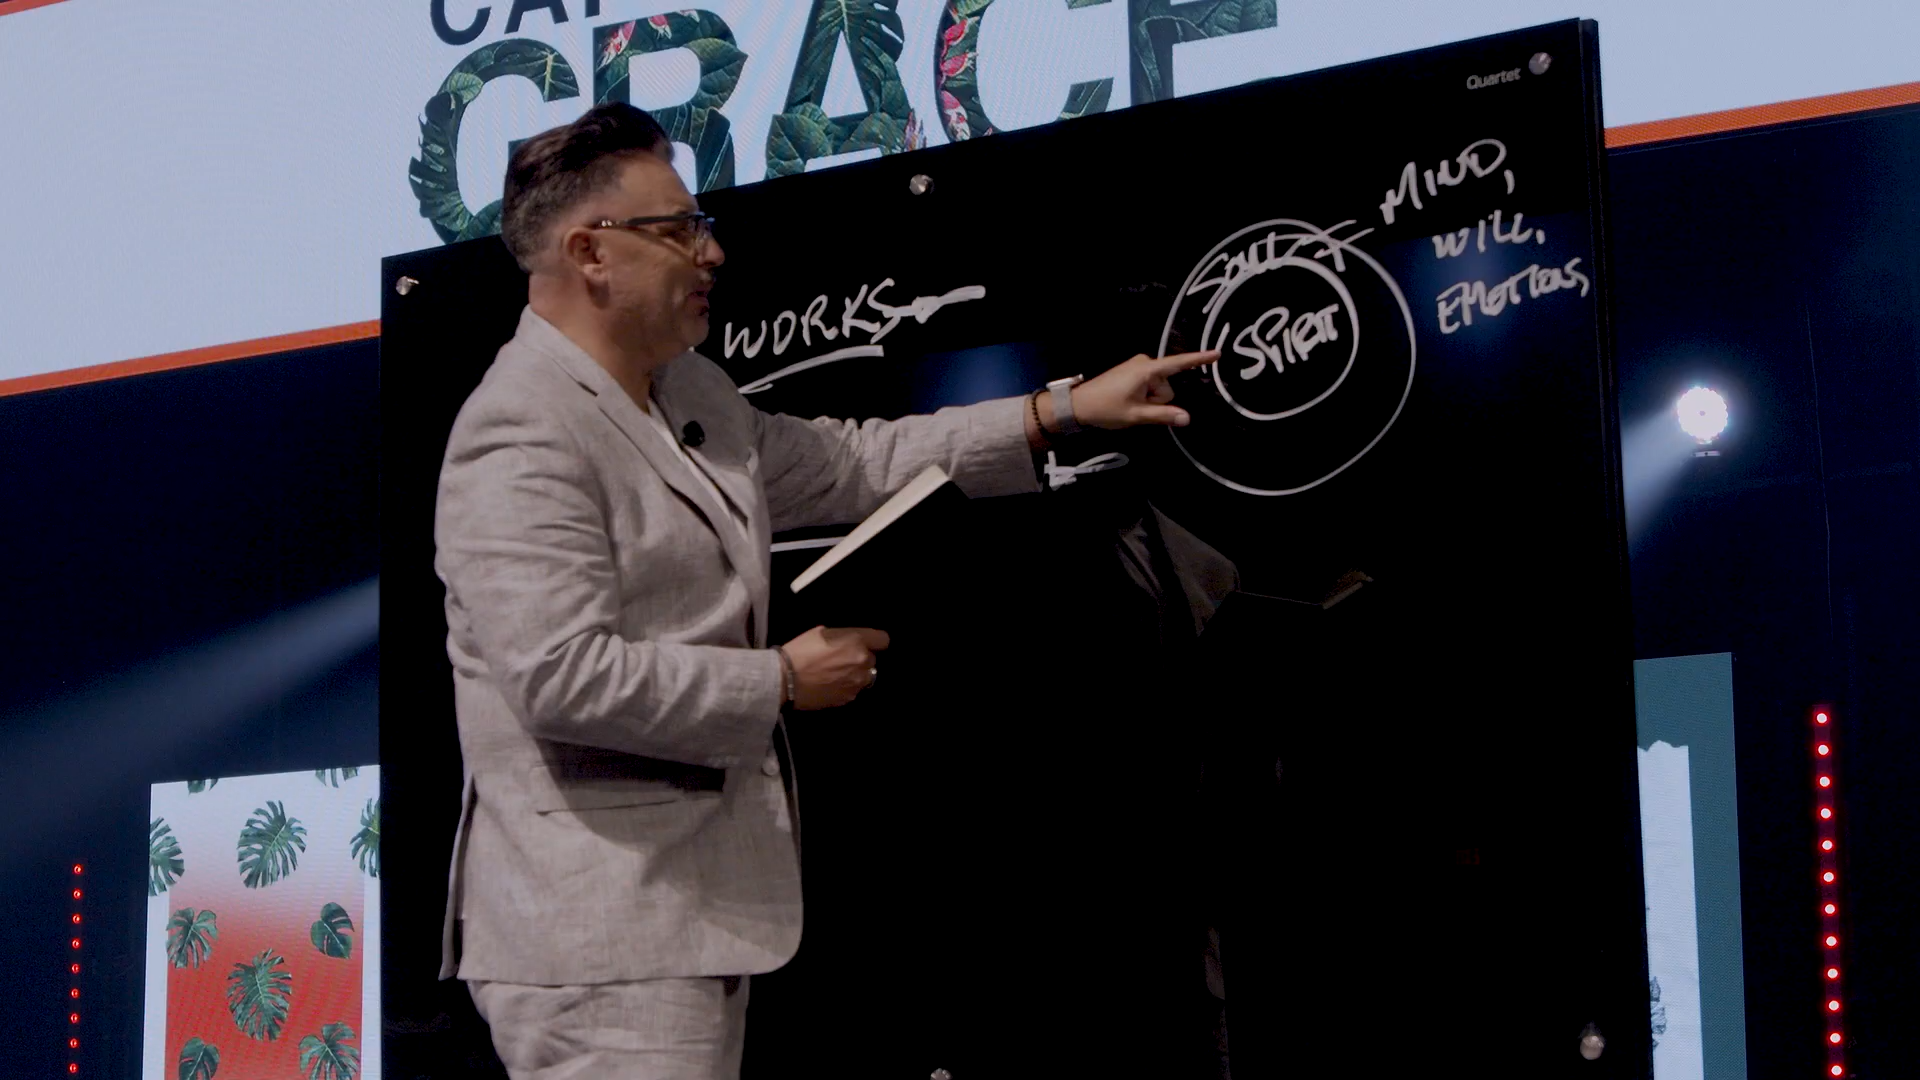 GRACE
Quartet
WORKS
SOUL
MIND,
WILL,
EMOTIONS
SPIRIT